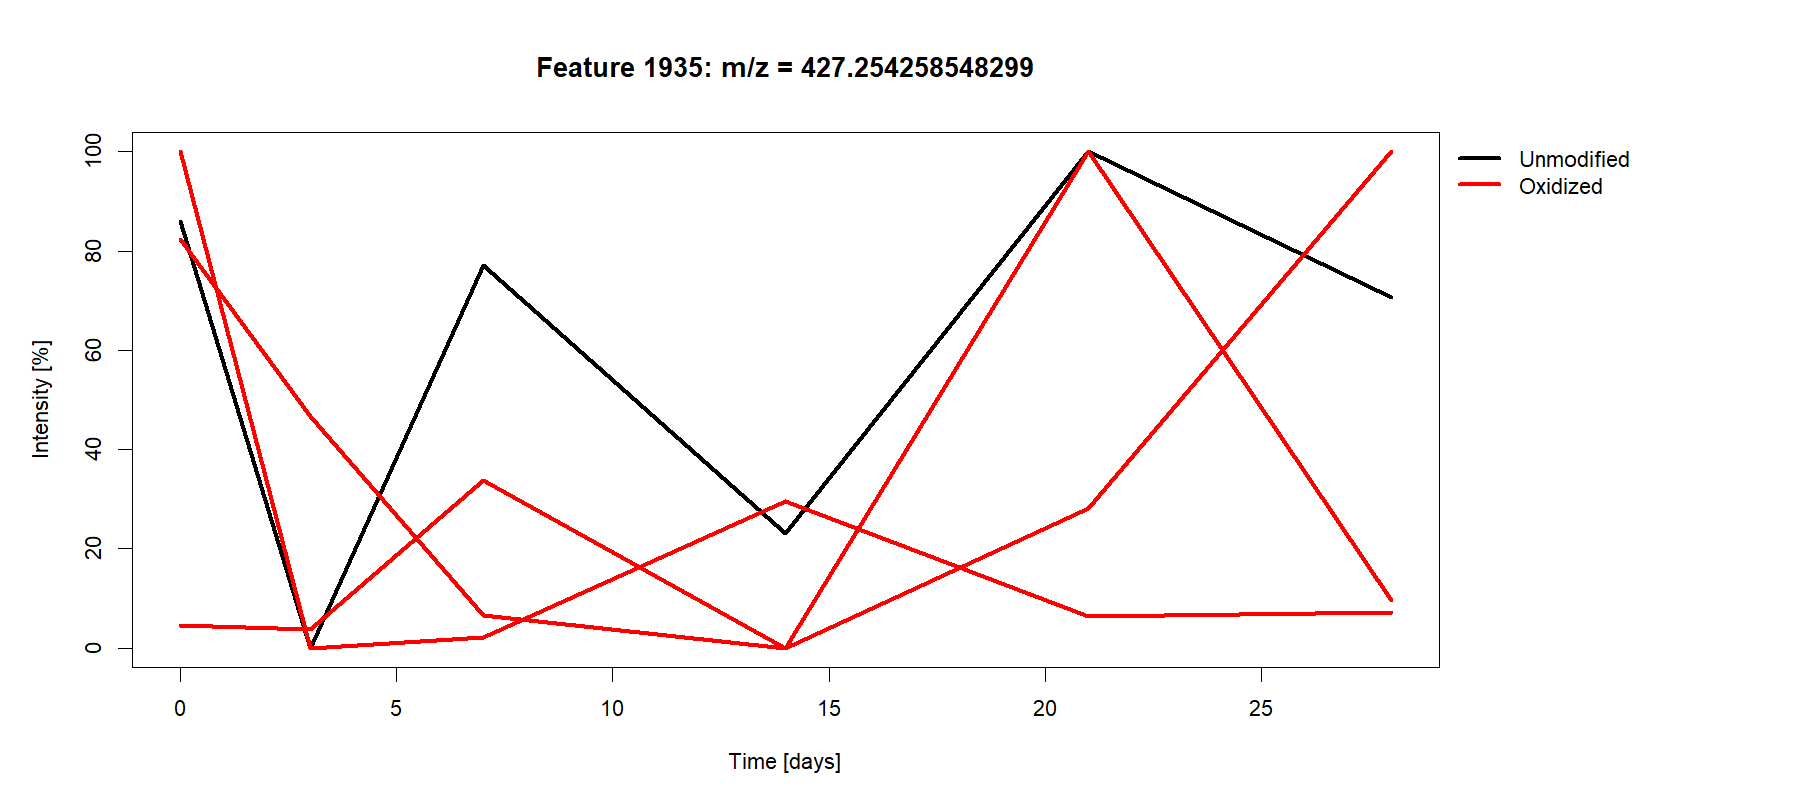 Feature 1935: m/z = 427.254258548299
100
80
60
40
20
0
Intensity [%]
0 5 10 15 20 25
Time [days]
Unmodified
Oxidized